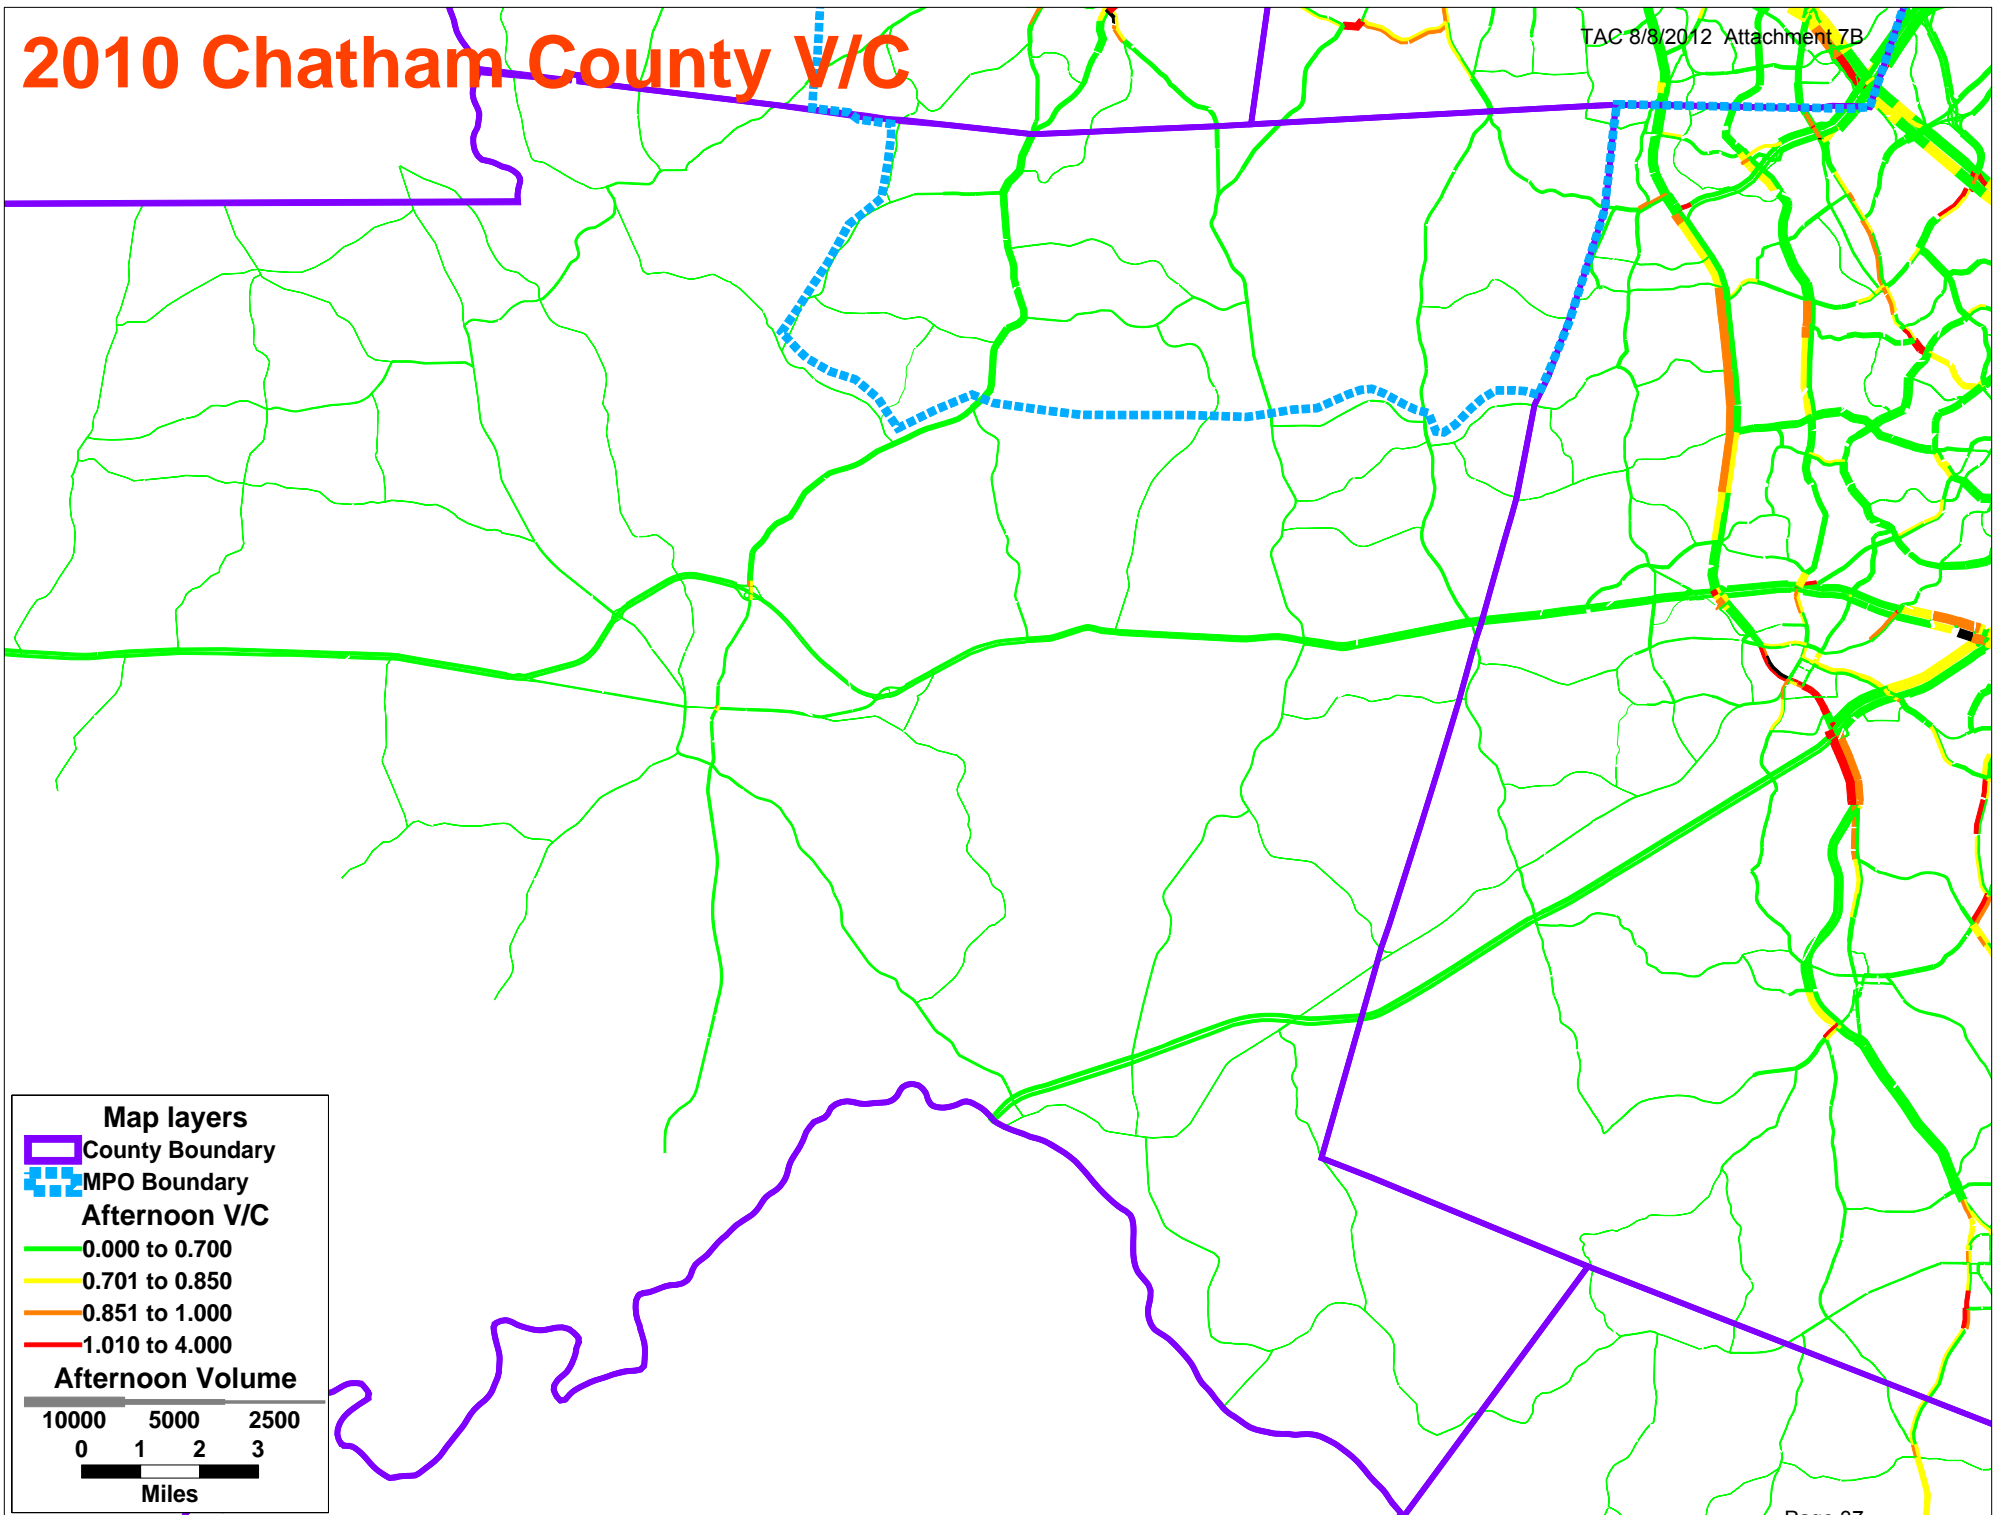 2010 Chatham County V/C
TAC 8/8/2012 Attachment 7B
Map layers
County Boundary
MPO Boundary
Afternoon V/C
0.000 to 0.700
0.701 to 0.850
0.851 to 1.000
1.010 to 4.000
Afternoon Volume
10000 5000 2500
0 1 2 3
Miles
Page 37